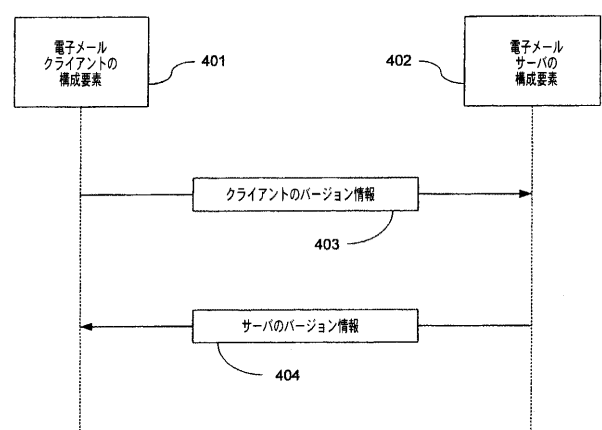 電子メール
クライアントの
構成要素
401
402
電子メール
サーバの
構成要素
クライアントのバージョン情報
403
サーバのバージョン情報
404